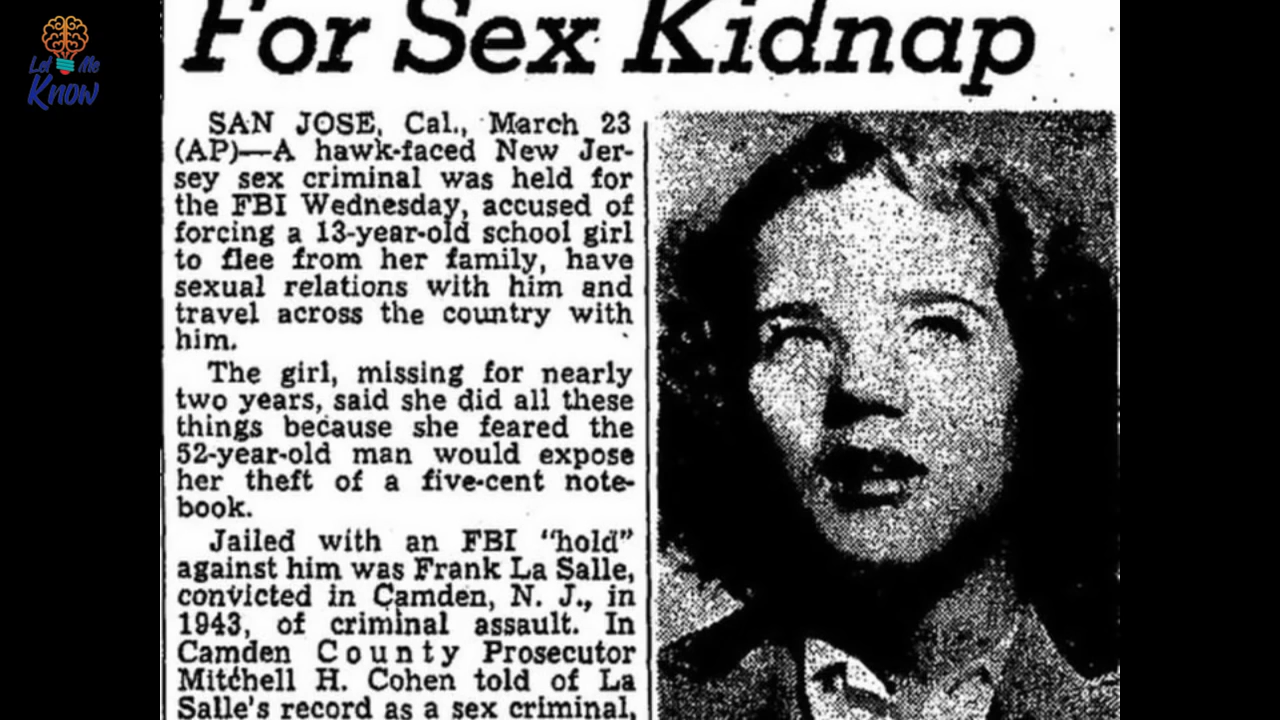 Let Me
Know
For Sex Kidnap
SAN JOSE, Cal., March 23
(AP)—A hawk-faced New Jer-
sey sex criminal was held for
the FBI Wednesday, accused of
forcing a 13-year-old school girl
to flee from her family, have
sexual relations with him and
travel across the country with
him.
The girl, missing for nearly
two years, said she did all these
things because she feared the
52-year-old man would expose
her theft of a five-cent note-
book.
Jailed with an FBI "hold"
against him was Frank La Salle,
convicted in Camden, N. J., in
1943, of criminal assault. In
Camden County Prosecutor
Mitchell H. Cohen told of La
Salle's record as a sex criminal,